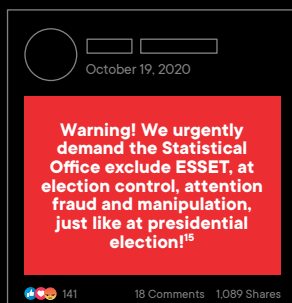 October 19, 2020
Warning! We urgently
demand the Statistical
Office exclude ESSET, at
election control, attention
fraud and manipulation,
just like at presidential
election!¹⁵
141 18 Comments 1,089 Shares